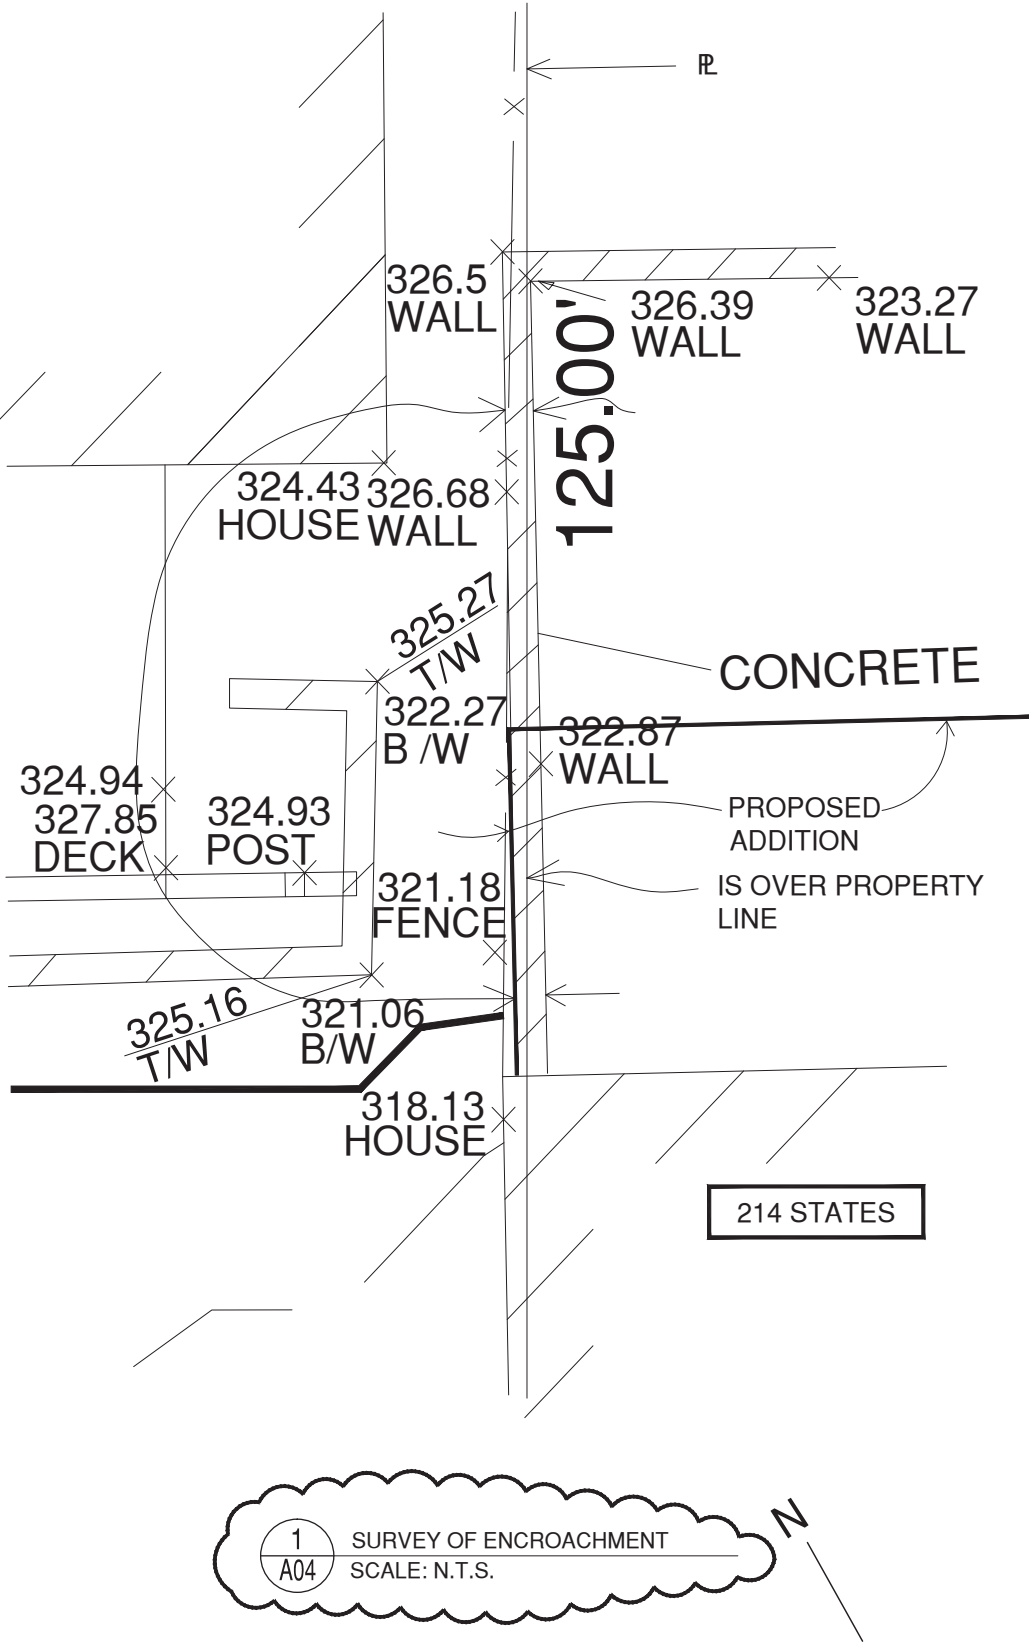 PL
326.5
WALL
326.39
WALL
323.27
WALL
125.00'
324.43
HOUSE
326.68
WALL
325.27
T/W
CONCRETE
322.27
B /W
322.87
WALL
324.94
327.85
DECK
324.93
POST
PROPOSED
ADDITION
321.18
FENCE
IS OVER PROPERTY
LINE
325.16
T/W
321.06
B/W
318.13
HOUSE
214 STATES
1
A04
SURVEY OF ENCROACHMENT
SCALE: N.T.S.
N